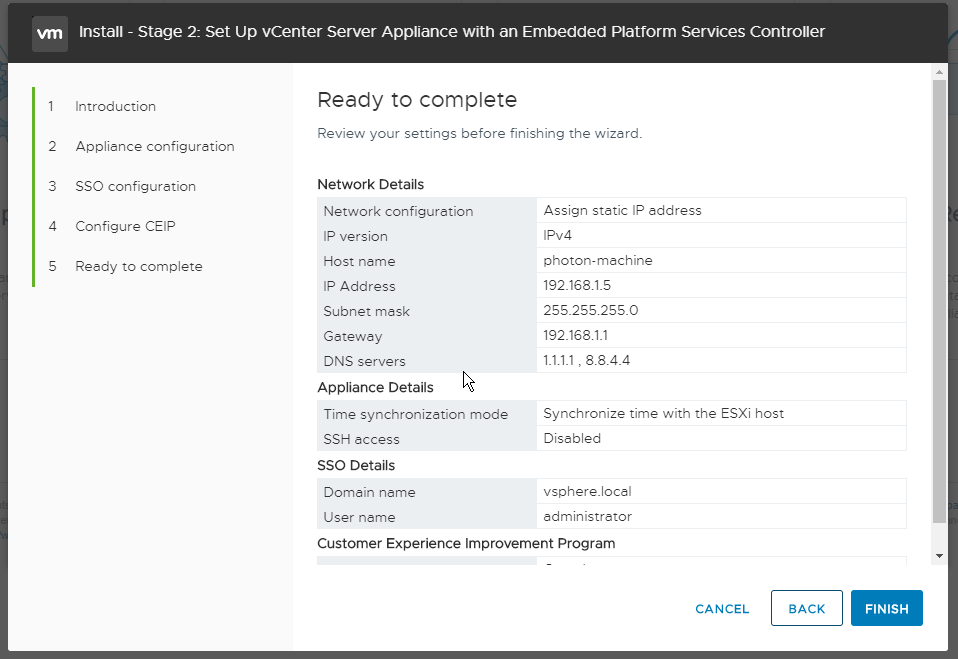 vm Install - Stage 2: Set Up vCenter Server Appliance with an Embedded Platform Services Controller
1 Introduction
2 Appliance configuration
3 SSO configuration
4 Configure CEIP
5 Ready to complete
Ready to complete
Review your settings before finishing the wizard.
Network Details
Network configuration Assign static IP address
IP version IPv4
Host name photon-machine
IP Address 192.168.1.5
Subnet mask 255.255.255.0
Gateway 192.168.1.1
DNS servers 1.1.1.1 , 8.8.4.4
Appliance Details
Time synchronization mode Synchronize time with the ESXi host
SSH access Disabled
SSO Details
Domain name vsphere.local
User name administrator
Customer Experience Improvement Program
CANCEL BACK FINISH